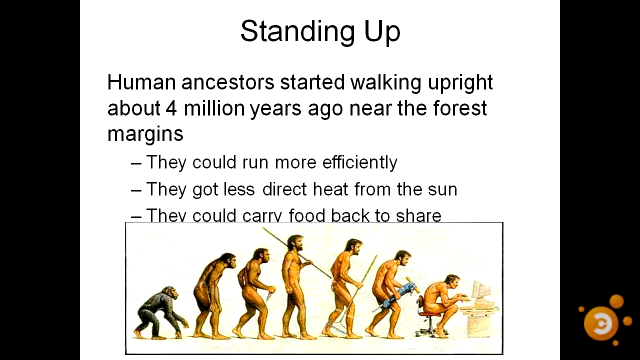 Standing Up
Human ancestors started walking upright
about 4 million years ago near the forest
margins
– They could run more efficiently
– They got less direct heat from the sun
– They could carry food back to share